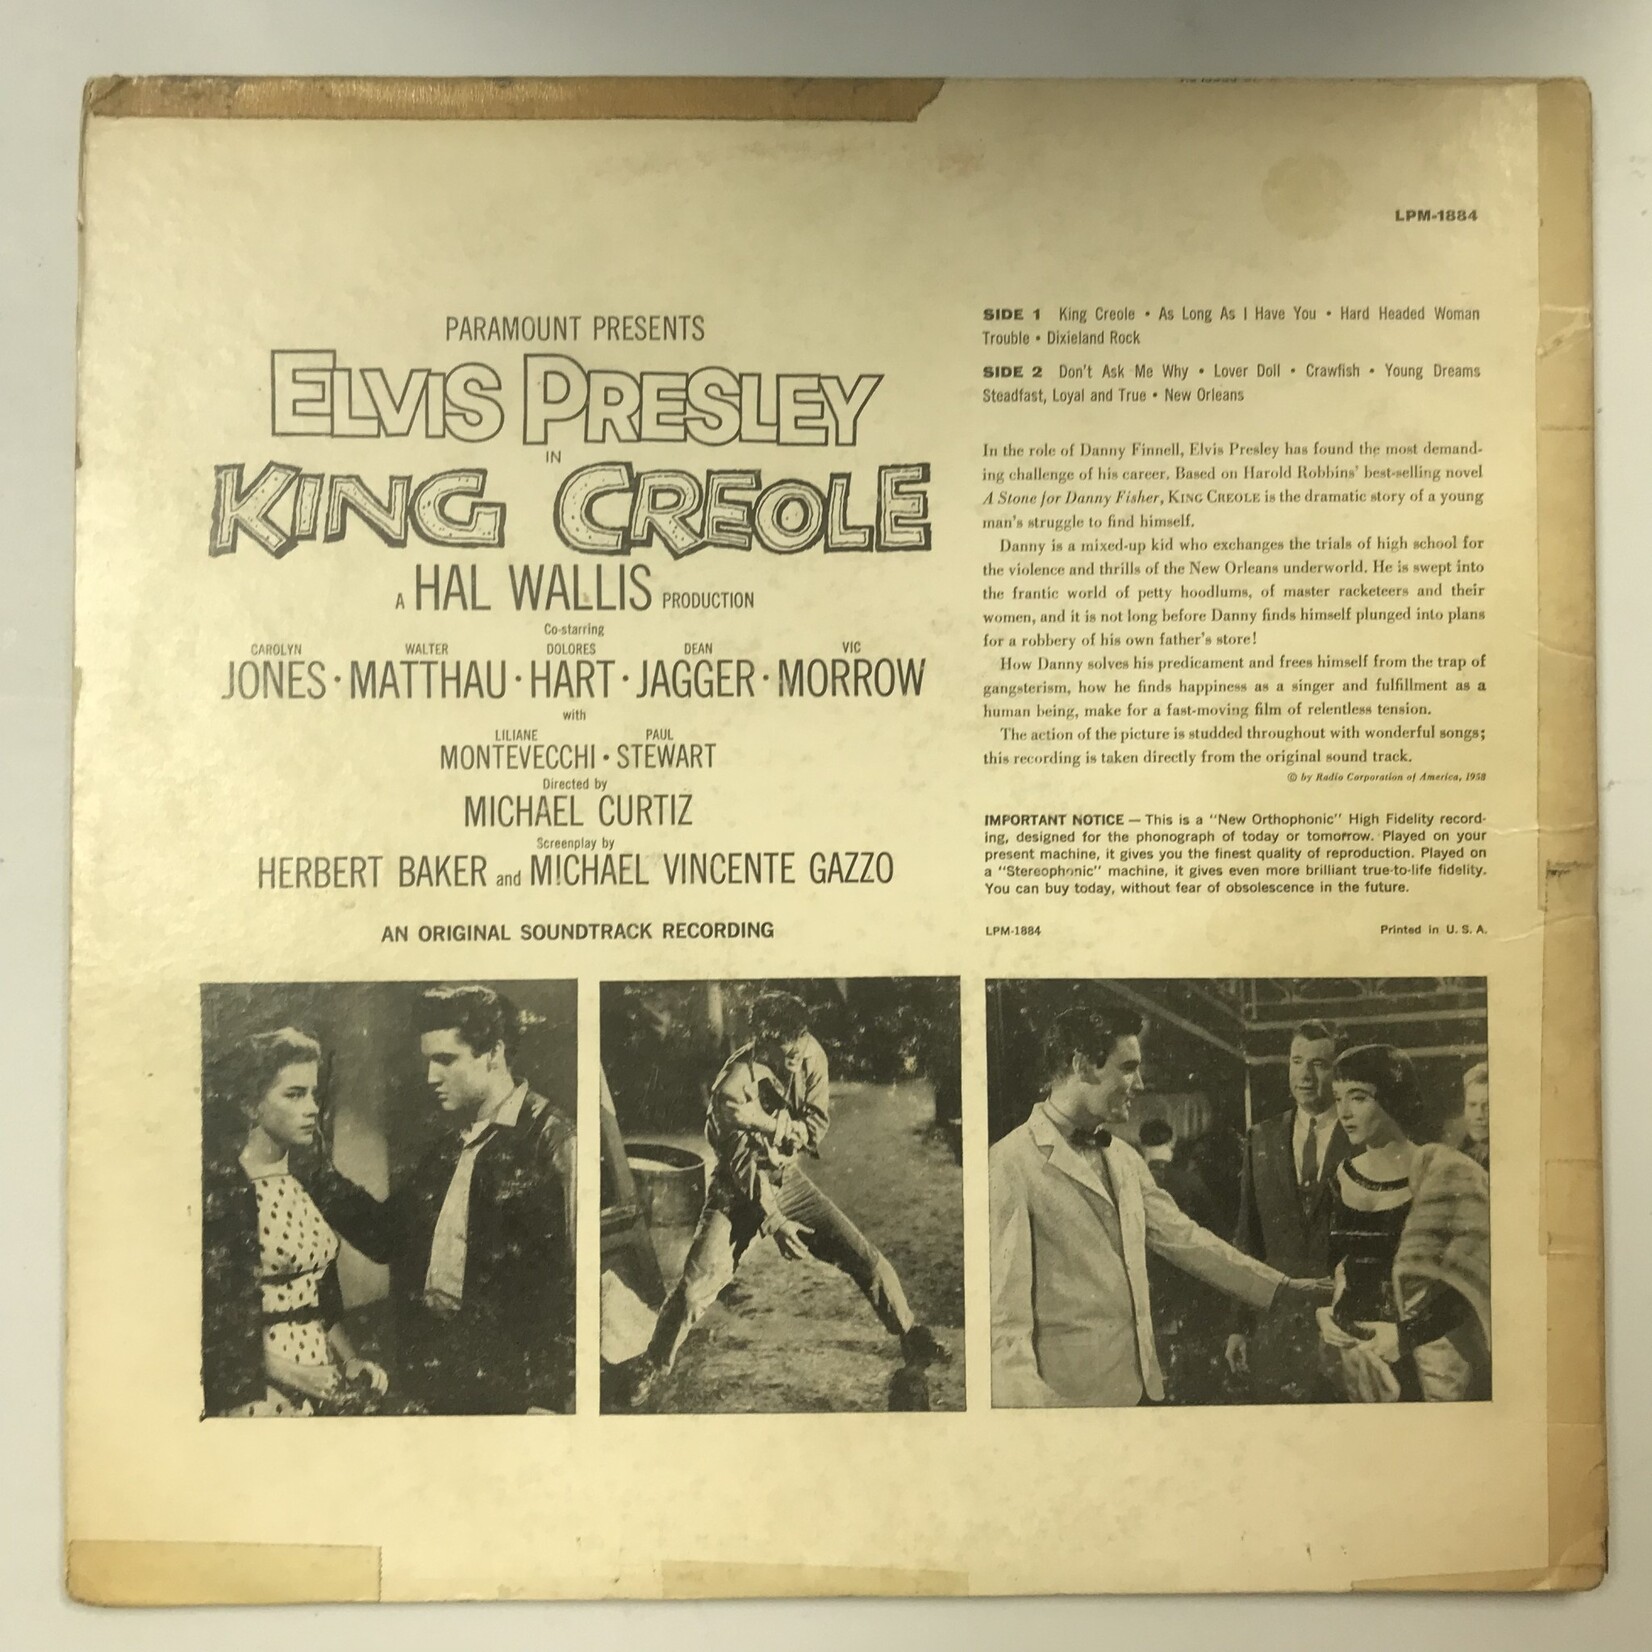 LPM-1884
PARAMOUNT PRESENTS
ELVIS PRESLEY
IN
KING CREOLE
A HAL WALLIS PRODUCTION
Co-starring
CAROLYN WALTER DOLORES DEAN VIC
JONES · MATTHAU · HART · JAGGER · MORROW
with
LILIANE PAUL
MONTEVECCHI · STEWART
Directed by
MICHAEL CURTIZ
Screenplay by
HERBERT BAKER and MICHAEL VINCENTE GAZZO
AN ORIGINAL SOUNDTRACK RECORDING
SIDE 1 King Creole • As Long As I Have You • Hard Headed Woman
Trouble • Dixieland Rock
SIDE 2 Don't Ask Me Why • Lover Doll • Crawfish • Young Dreams
Steadfast, Loyal and True • New Orleans
In the role of Danny Finnell, Elvis Presley has found the most demand-
ing challenge of his career. Based on Harold Robbins' best-selling novel
A Stone for Danny Fisher, KING CREOLE is the dramatic story of a young
man's struggle to find himself.
Danny is a mixed-up kid who exchanges the trials of high school for
the violence and thrills of the New Orleans underworld. He is swept into
the frantic world of petty hoodlums, of master racketeers and their
women, and it is not long before Danny finds himself plunged into plans
for a robbery of his own father's store!
How Danny solves his predicament and frees himself from the trap of
gangsterism, how he finds happiness as a singer and fulfillment as a
human being, make for a fast-moving film of relentless tension.
The action of the picture is studded throughout with wonderful songs;
this recording is taken directly from the original sound track.
© by Radio Corporation of America, 1958
IMPORTANT NOTICE — This is a "New Orthophonic" High Fidelity record-
ing, designed for the phonograph of today or tomorrow. Played on your
present machine, it gives you the finest quality of reproduction. Played on
a "Stereophonic" machine, it gives even more brilliant true-to-life fidelity.
You can buy today, without fear of obsolescence in the future.
LPM-1884 Printed in U. S. A.